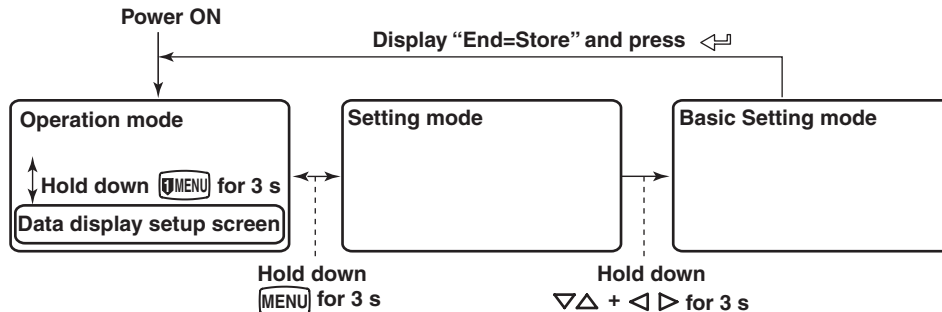 Power ON
Display “End=Store” and press
Operation mode
Hold down MENU for 3 s
Data display setup screen
Setting mode
Basic Setting mode
Hold down
MENU for 3 s
Hold down
▽△ + ◁ ▷ for 3 s